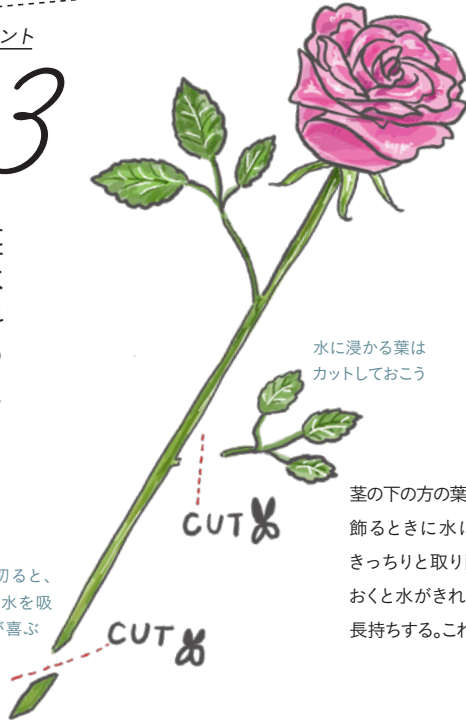 ント
3
水に浸かる葉は
カットしておこう
CUT
茎の下の方の葉
飾るときに水に
きっちりと取り
おくと水がきれ
長持ちする。これ
切ると、
水を吸
が喜ぶ
CUT